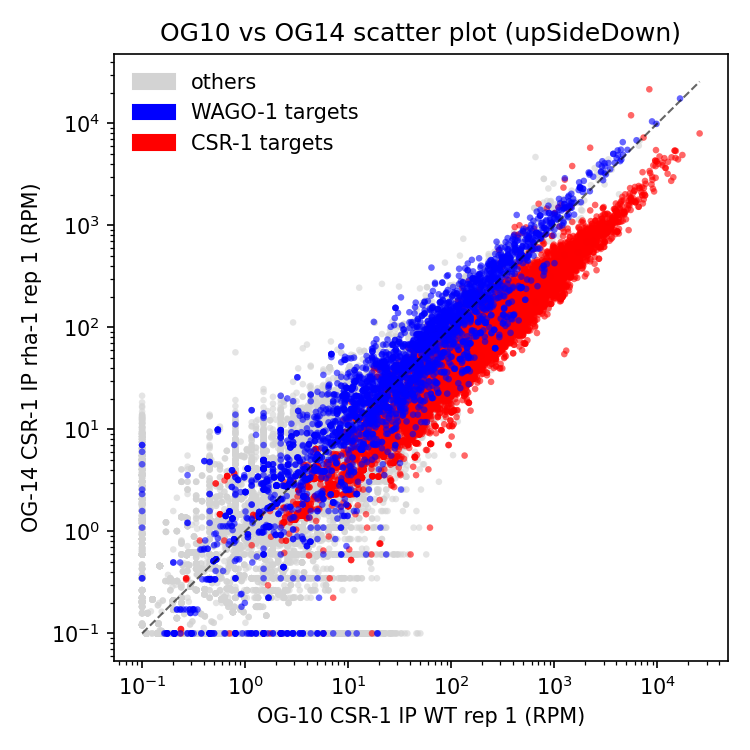 OG10 vs OG14 scatter plot (upSideDown)
others
WAGO-1 targets
CSR-1 targets
OG-14 CSR-1 IP rha-1 rep 1 (RPM)
10⁴
10³
10²
10¹
10⁰
10⁻¹
10⁻¹ 10⁰ 10¹ 10² 10³ 10⁴
OG-10 CSR-1 IP WT rep 1 (RPM)